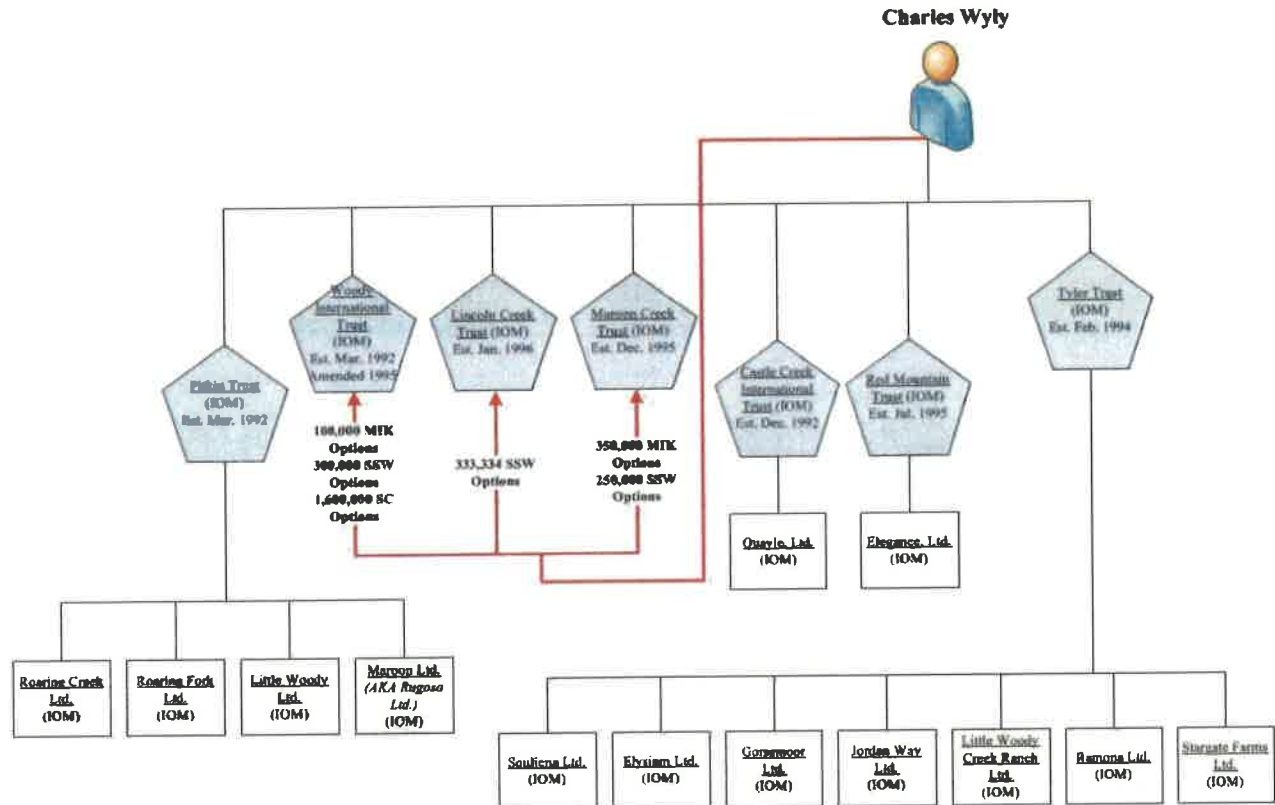 Charles Wyly
Woody
International
Trust
(IOM)
Est. Mar. 1992
Amended 1995
Lincoln Creek
Trust (IOM)
Est. Jan. 1996
Maroon Creek
Trust (IOM)
Est. Dec. 1995
Tyler Trust
(IOM)
Est. Feb. 1994
Pitkin Trust
(IOM)
Est. Mar. 1992
Castle Creek
International
Trust (IOM)
Est. Dec. 1992
Red Mountain
Trust (IOM)
Est. Jul. 1995
100,000 MTK
Options
300,000 SSW
Options
1,600,000 SC
Options
333,334 SSW
Options
350,000 MTK
Options
250,000 SSW
Options
Quayle, Ltd.
(IOM)
Elegance, Ltd.
(IOM)
Roaring Creek
Ltd.
(IOM)
Roaring Fork
Ltd.
(IOM)
Little Woody
Ltd.
(IOM)
Maroon Ltd.
(AKA Rugosa
Ltd.)
(IOM)
Souliena Ltd.
(IOM)
Elysium Ltd.
(IOM)
Gorsemoor
Ltd.
(IOM)
Jordan Way
Ltd.
(IOM)
Little Woody
Creek Ranch
Ltd.
(IOM)
Ramona Ltd.
(IOM)
Stargate Farms
Ltd.
(IOM)